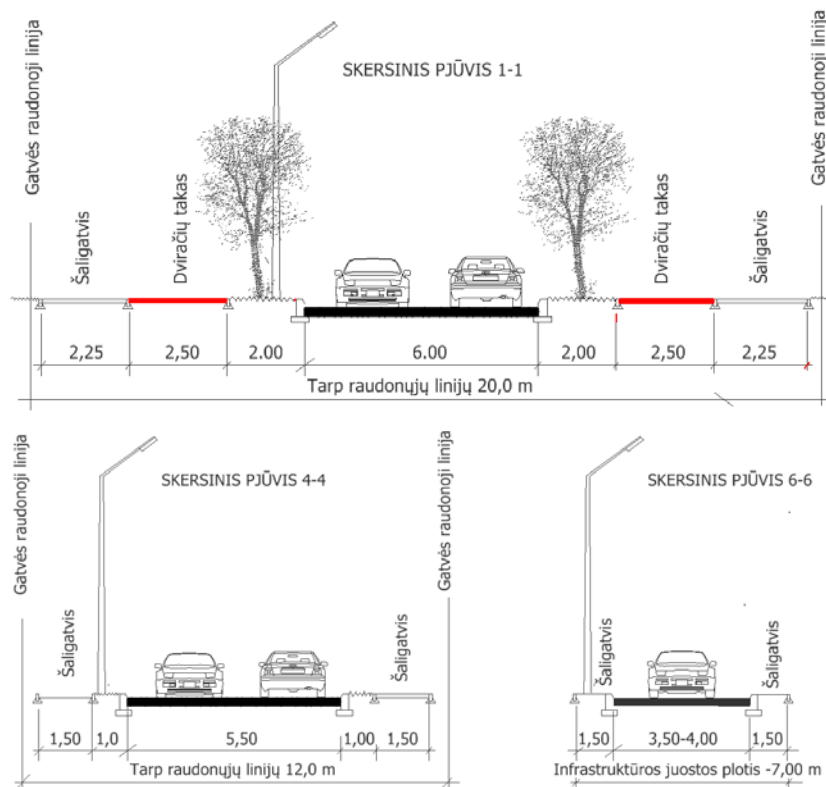 Gatvės raudonoji linija
SKERSINIS PJŪVIS 1-1
Gatvės raudonoji linija
Šaligatvis
Dviračių takas
Dviračių takas
Šaligatvis
2,25 2,50 2.00 6.00 2,00 2,50 2,25
Tarp raudonųjų linijų 20,0 m
Gatvės raudonoji linija
SKERSINIS PJŪVIS 4-4
Gatvės raudonoji linija
Šaligatvis
Šaligatvis
1,50 1,0 5,50 1,00 1,50
Tarp raudonųjų linijų 12,0 m
SKERSINIS PJŪVIS 6-6
Šaligatvis
Šaligatvis
1,50 3,50-4,00 1,50
Infrastruktūros juostos plotis -7,00 m